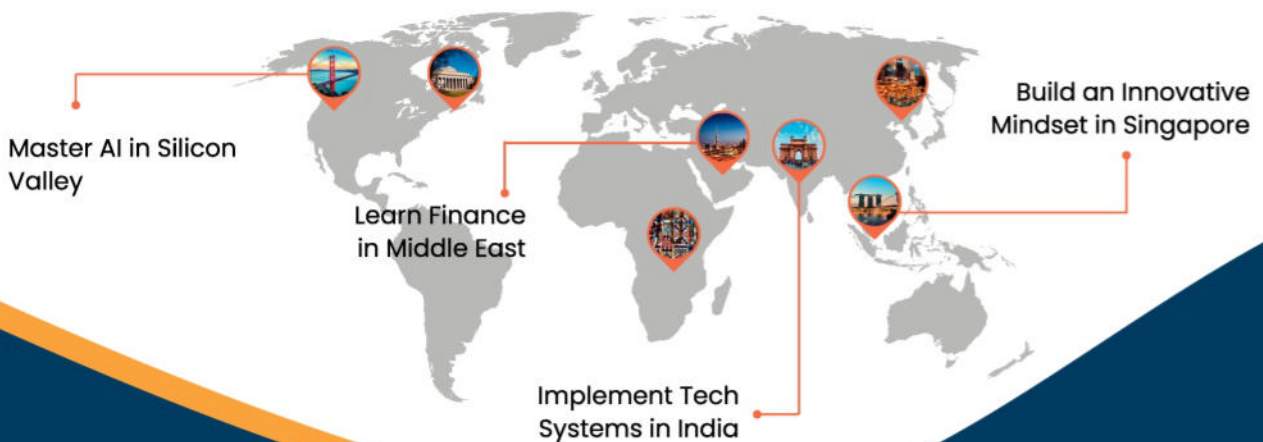 Master AI in Silicon
Valley
Learn Finance
in Middle East
Implement Tech
Systems in India
Build an Innovative
Mindset in Singapore